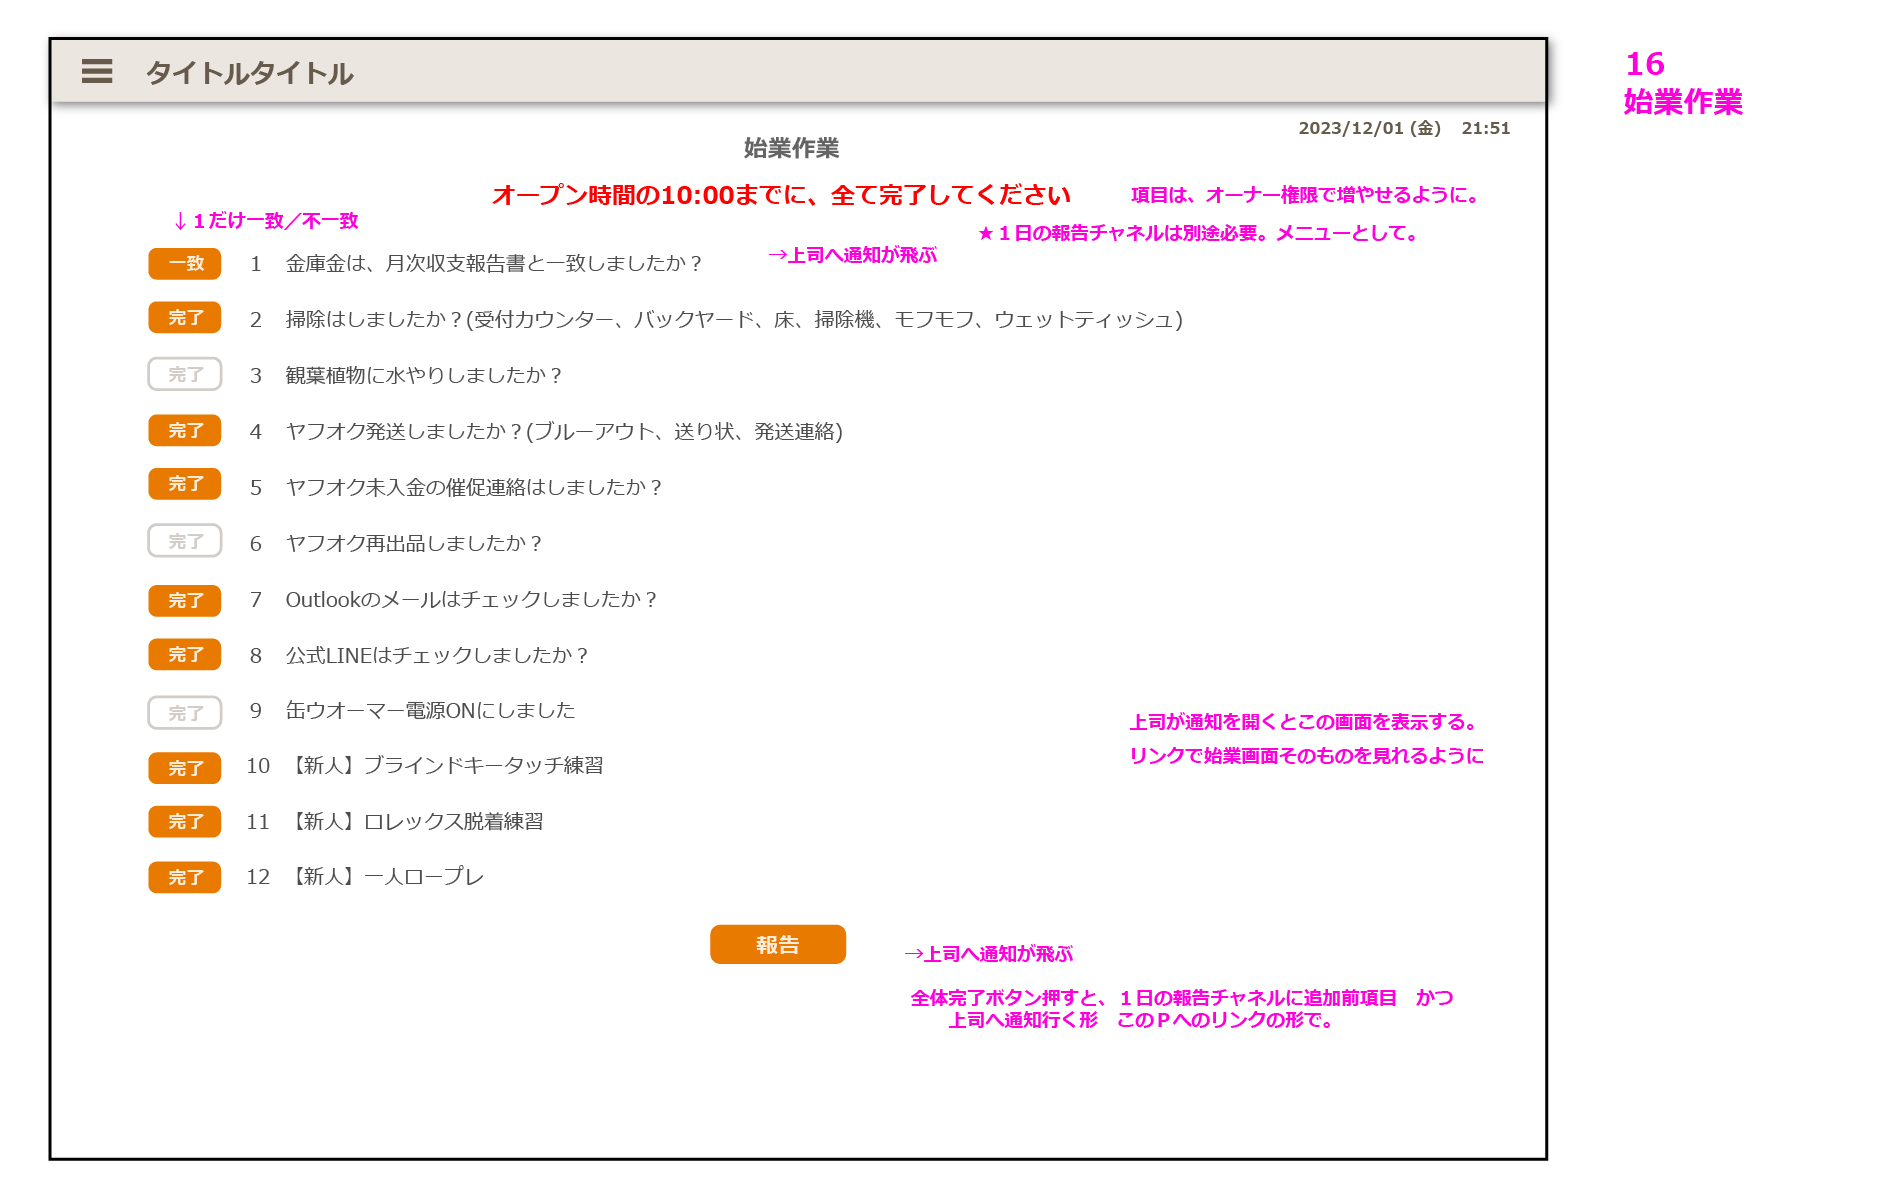 タイトルタイトル
16
始業作業
2023/12/01 (金) 21:51
始業作業
オープン時間の10:00までに、全て完了してください
項目は、オーナー権限で増やせるように。
↓１だけ一致／不一致
★１日の報告チャネルは別途必要。メニューとして。
→上司へ通知が飛ぶ
一致 1 金庫金は、月次収支報告書と一致しましたか？
完了 2 掃除はしましたか？(受付カウンター、バックヤード、床、掃除機、モフモフ、ウェットティッシュ)
完了 3 観葉植物に水やりしましたか？
完了 4 ヤフオク発送しましたか？(ブルーアウト、送り状、発送連絡)
完了 5 ヤフオク未入金の催促連絡はしましたか？
完了 6 ヤフオク再出品しましたか？
完了 7 Outlookのメールはチェックしましたか？
完了 8 公式LINEはチェックしましたか？
完了 9 缶ウオーマー電源ONにしました
上司が通知を開くとこの画面を表示する。
リンクで始業画面そのものを見れるように
完了 10 【新人】ブラインドキータッチ練習
完了 11 【新人】ロレックス脱着練習
完了 12 【新人】一人ロープレ
報告
→上司へ通知が飛ぶ
全体完了ボタン押すと、１日の報告チャネルに追加前項目　かつ
上司へ通知行く形　このＰへのリンクの形で。